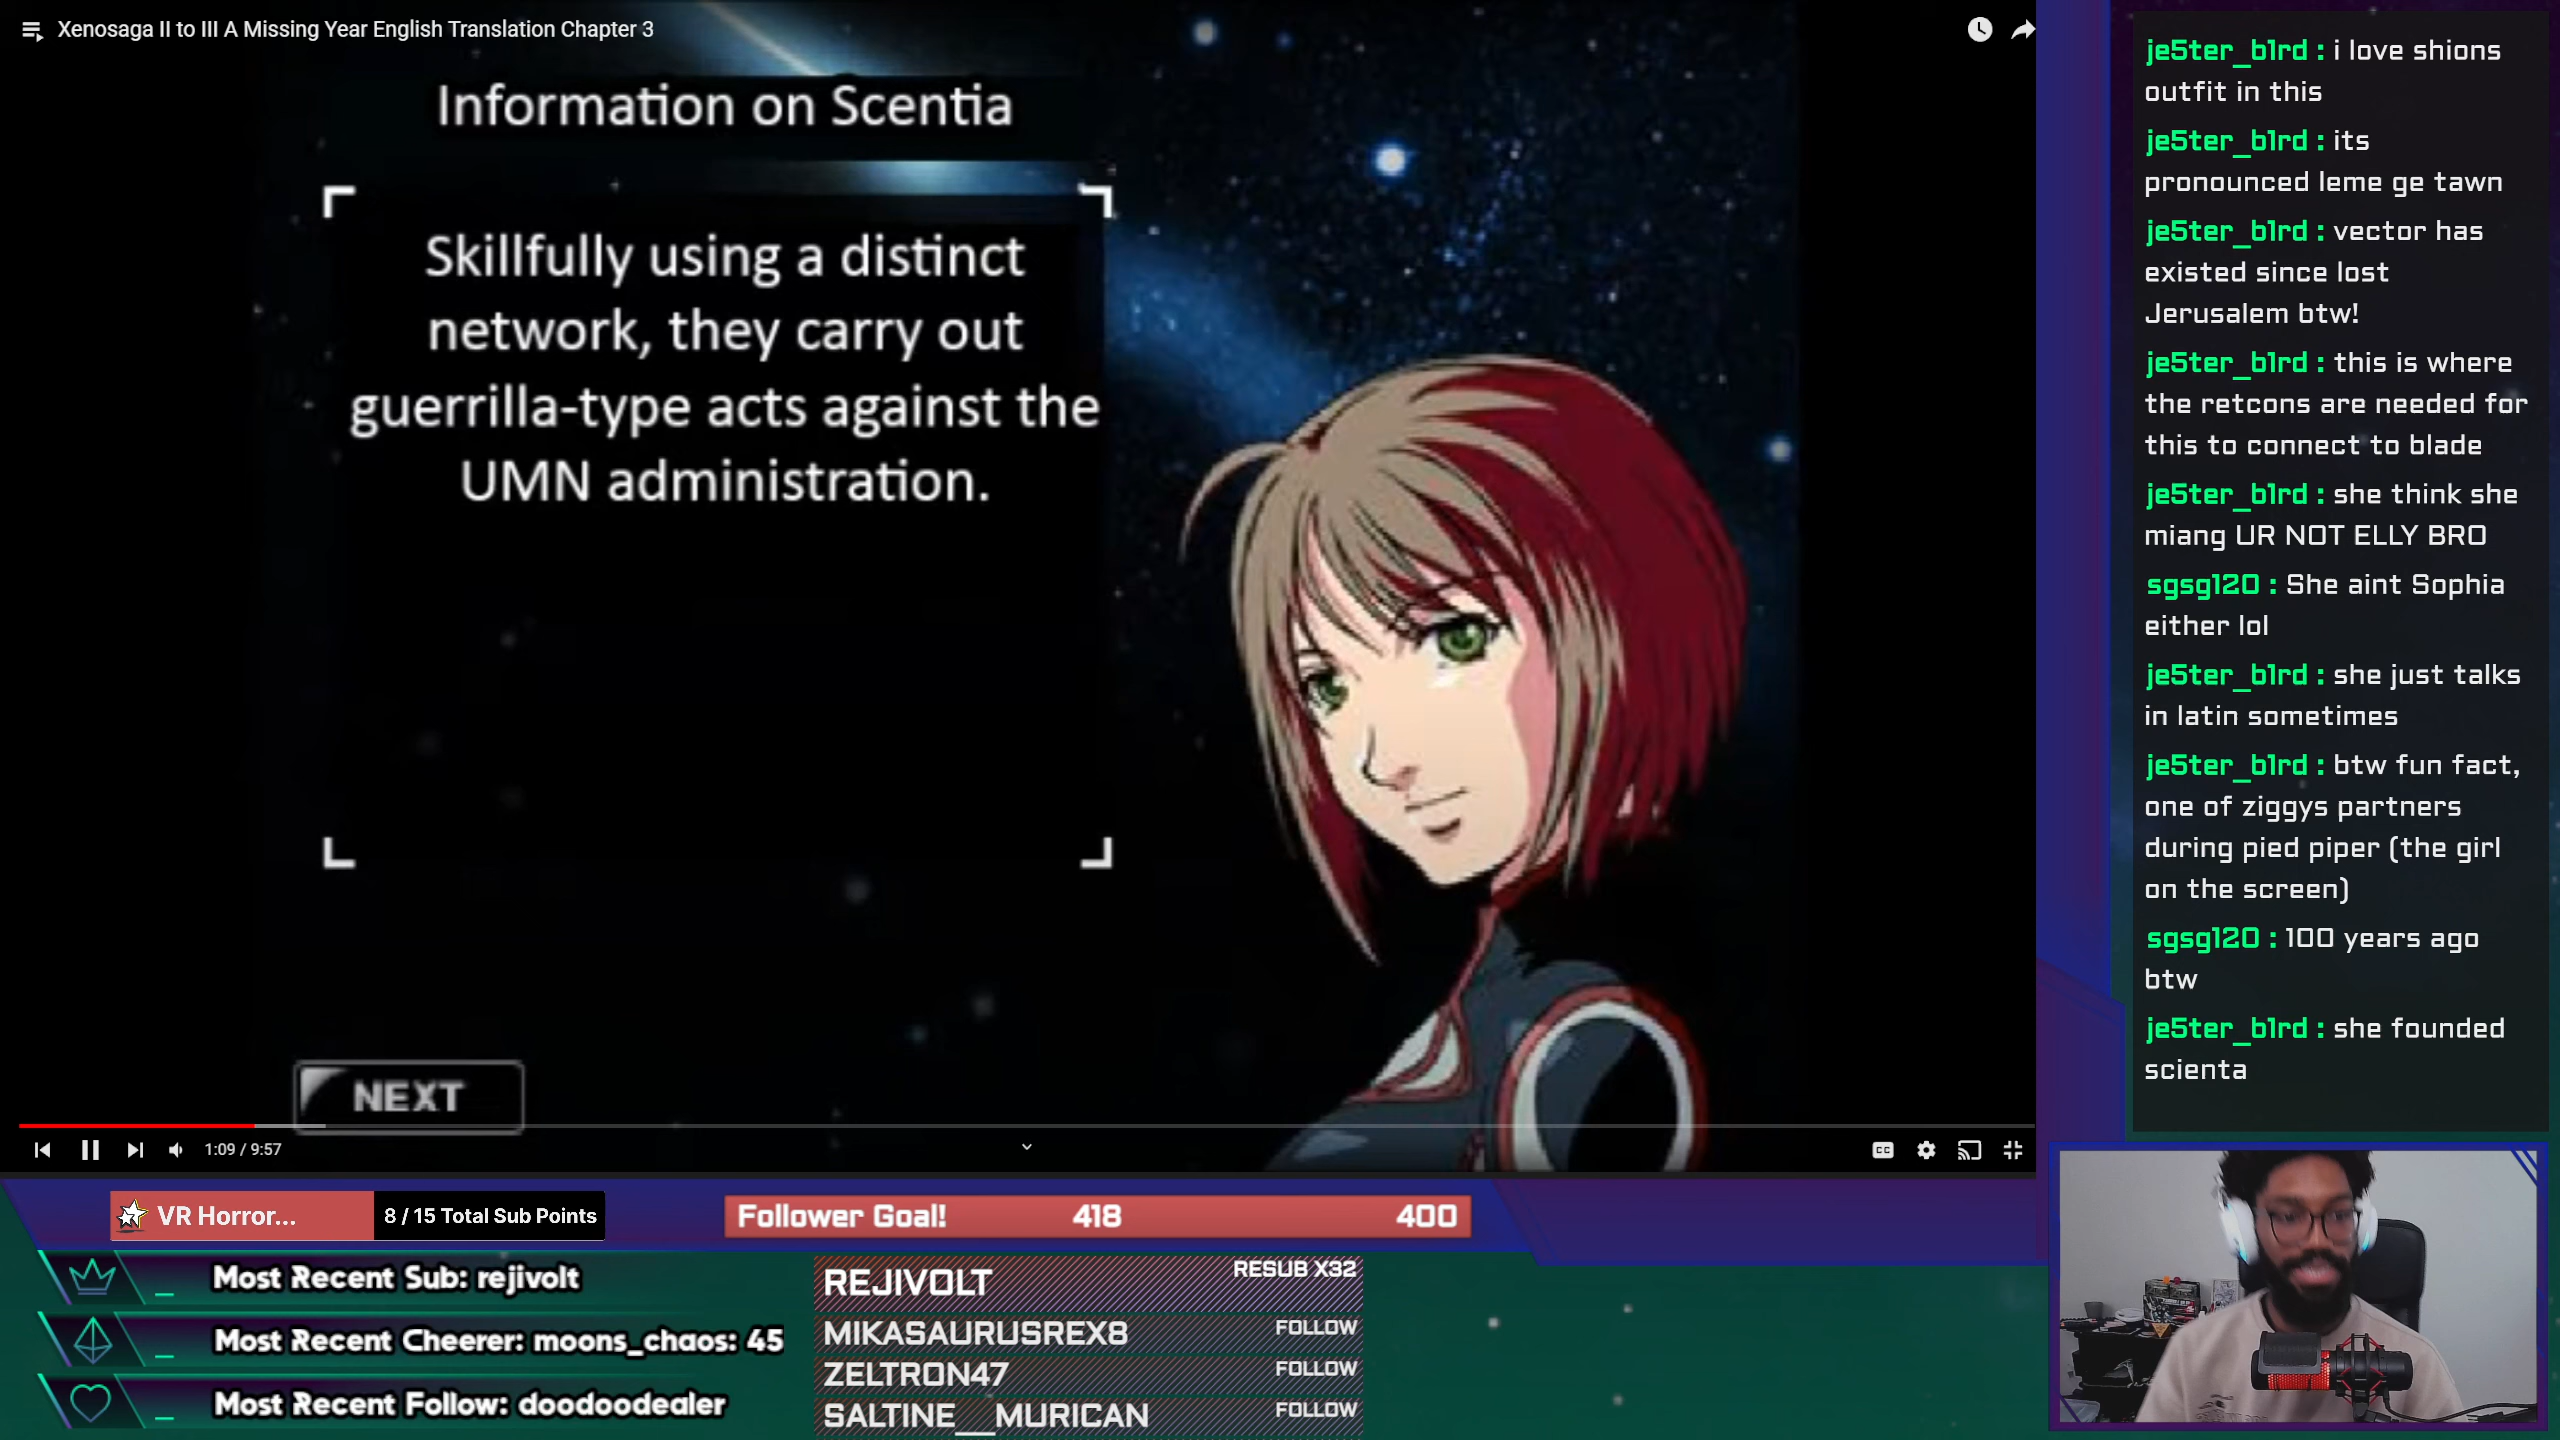 Xenosaga II to III A Missing Year English Translation Chapter 3
Information on Scentia
Skillfully using a distinct
network, they carry out
guerrilla-type acts against the
UMN administration.
NEXT
1:09 / 9:57
CC
je5ter_b1rd : i love shions
outfit in this
je5ter_b1rd : its
pronounced leme ge tawn
je5ter_b1rd : vector has
existed since lost
Jerusalem btw!
je5ter_b1rd : this is where
the retcons are needed for
this to connect to blade
je5ter_b1rd : she think she
miang UR NOT ELLY BRO
sgsg120 : She aint Sophia
either lol
je5ter_b1rd : she just talks
in latin sometimes
je5ter_b1rd : btw fun fact,
one of ziggys partners
during pied piper (the girl
on the screen)
sgsg120 : 100 years ago
btw
je5ter_b1rd : she founded
scienta
VR Horror... 8 / 15 Total Sub Points
Follower Goal! 418 400
_ Most Recent Sub: rejivolt
_ Most Recent Cheerer: moons_chaos: 45
_ Most Recent Follow: doodoodealer
REJIVOLT RESUB X32
MIKASAURUSREX8 FOLLOW
ZELTRON47 FOLLOW
SALTINE__MURICAN FOLLOW